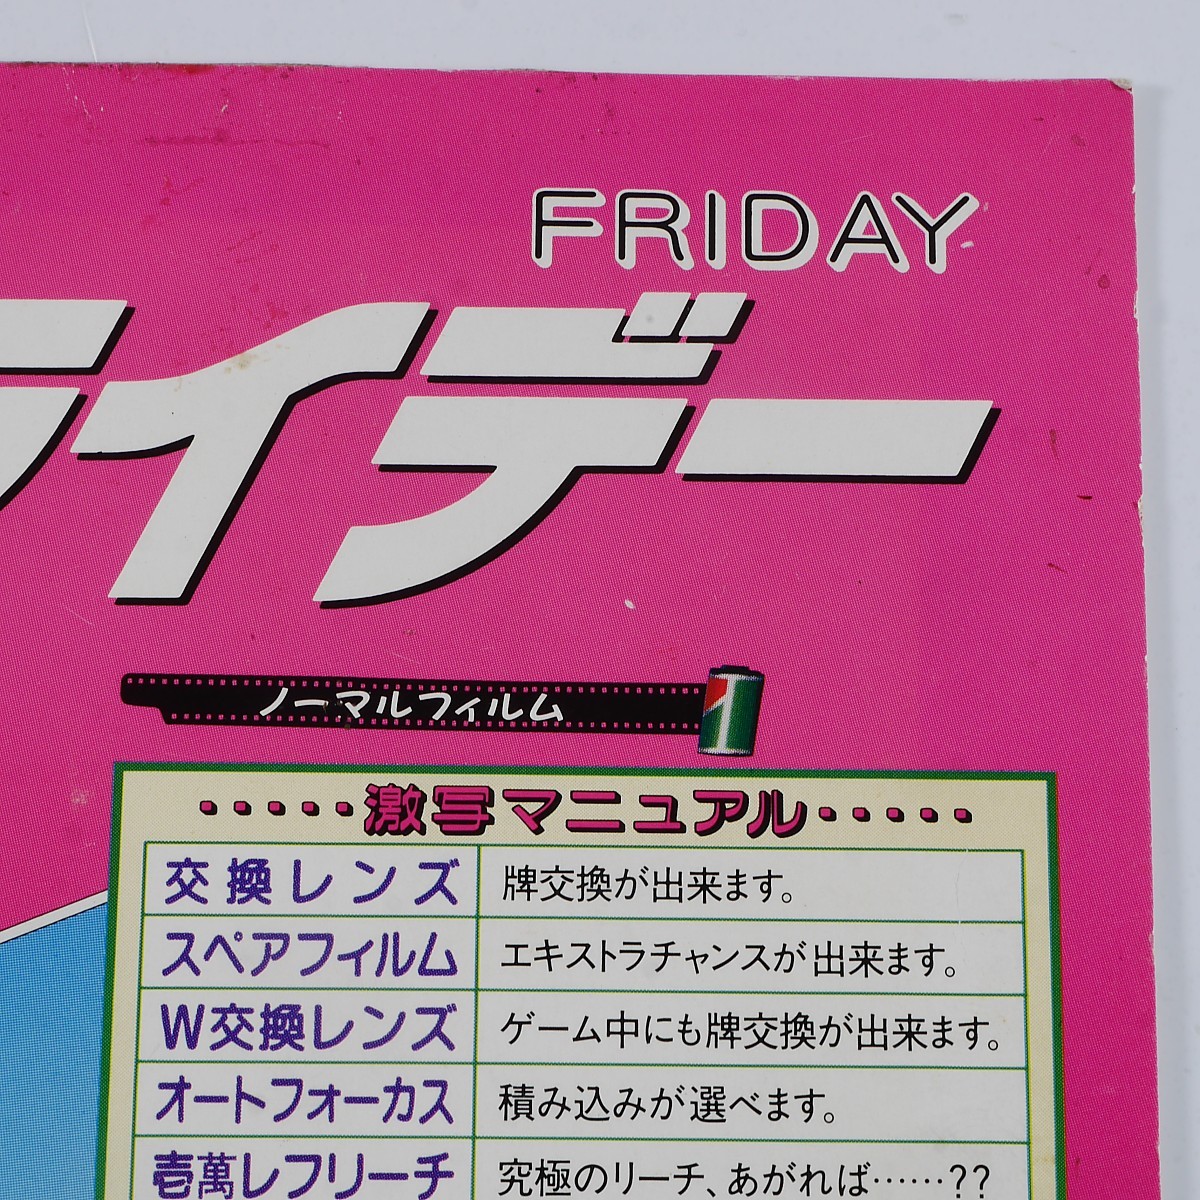 FRIDAY
ライデー
ノーマルフィルム
1
・・・・・激写マニュアル・・・・・
交換レンズ 牌交換が出来ます。
スペアフィルム エキストラチャンスが出来ます。
W交換レンズ ゲーム中にも牌交換が出来ます。
オートフォーカス 積み込みが選べます。
壱萬レフリーチ 究極のリーチ、あがれば……??